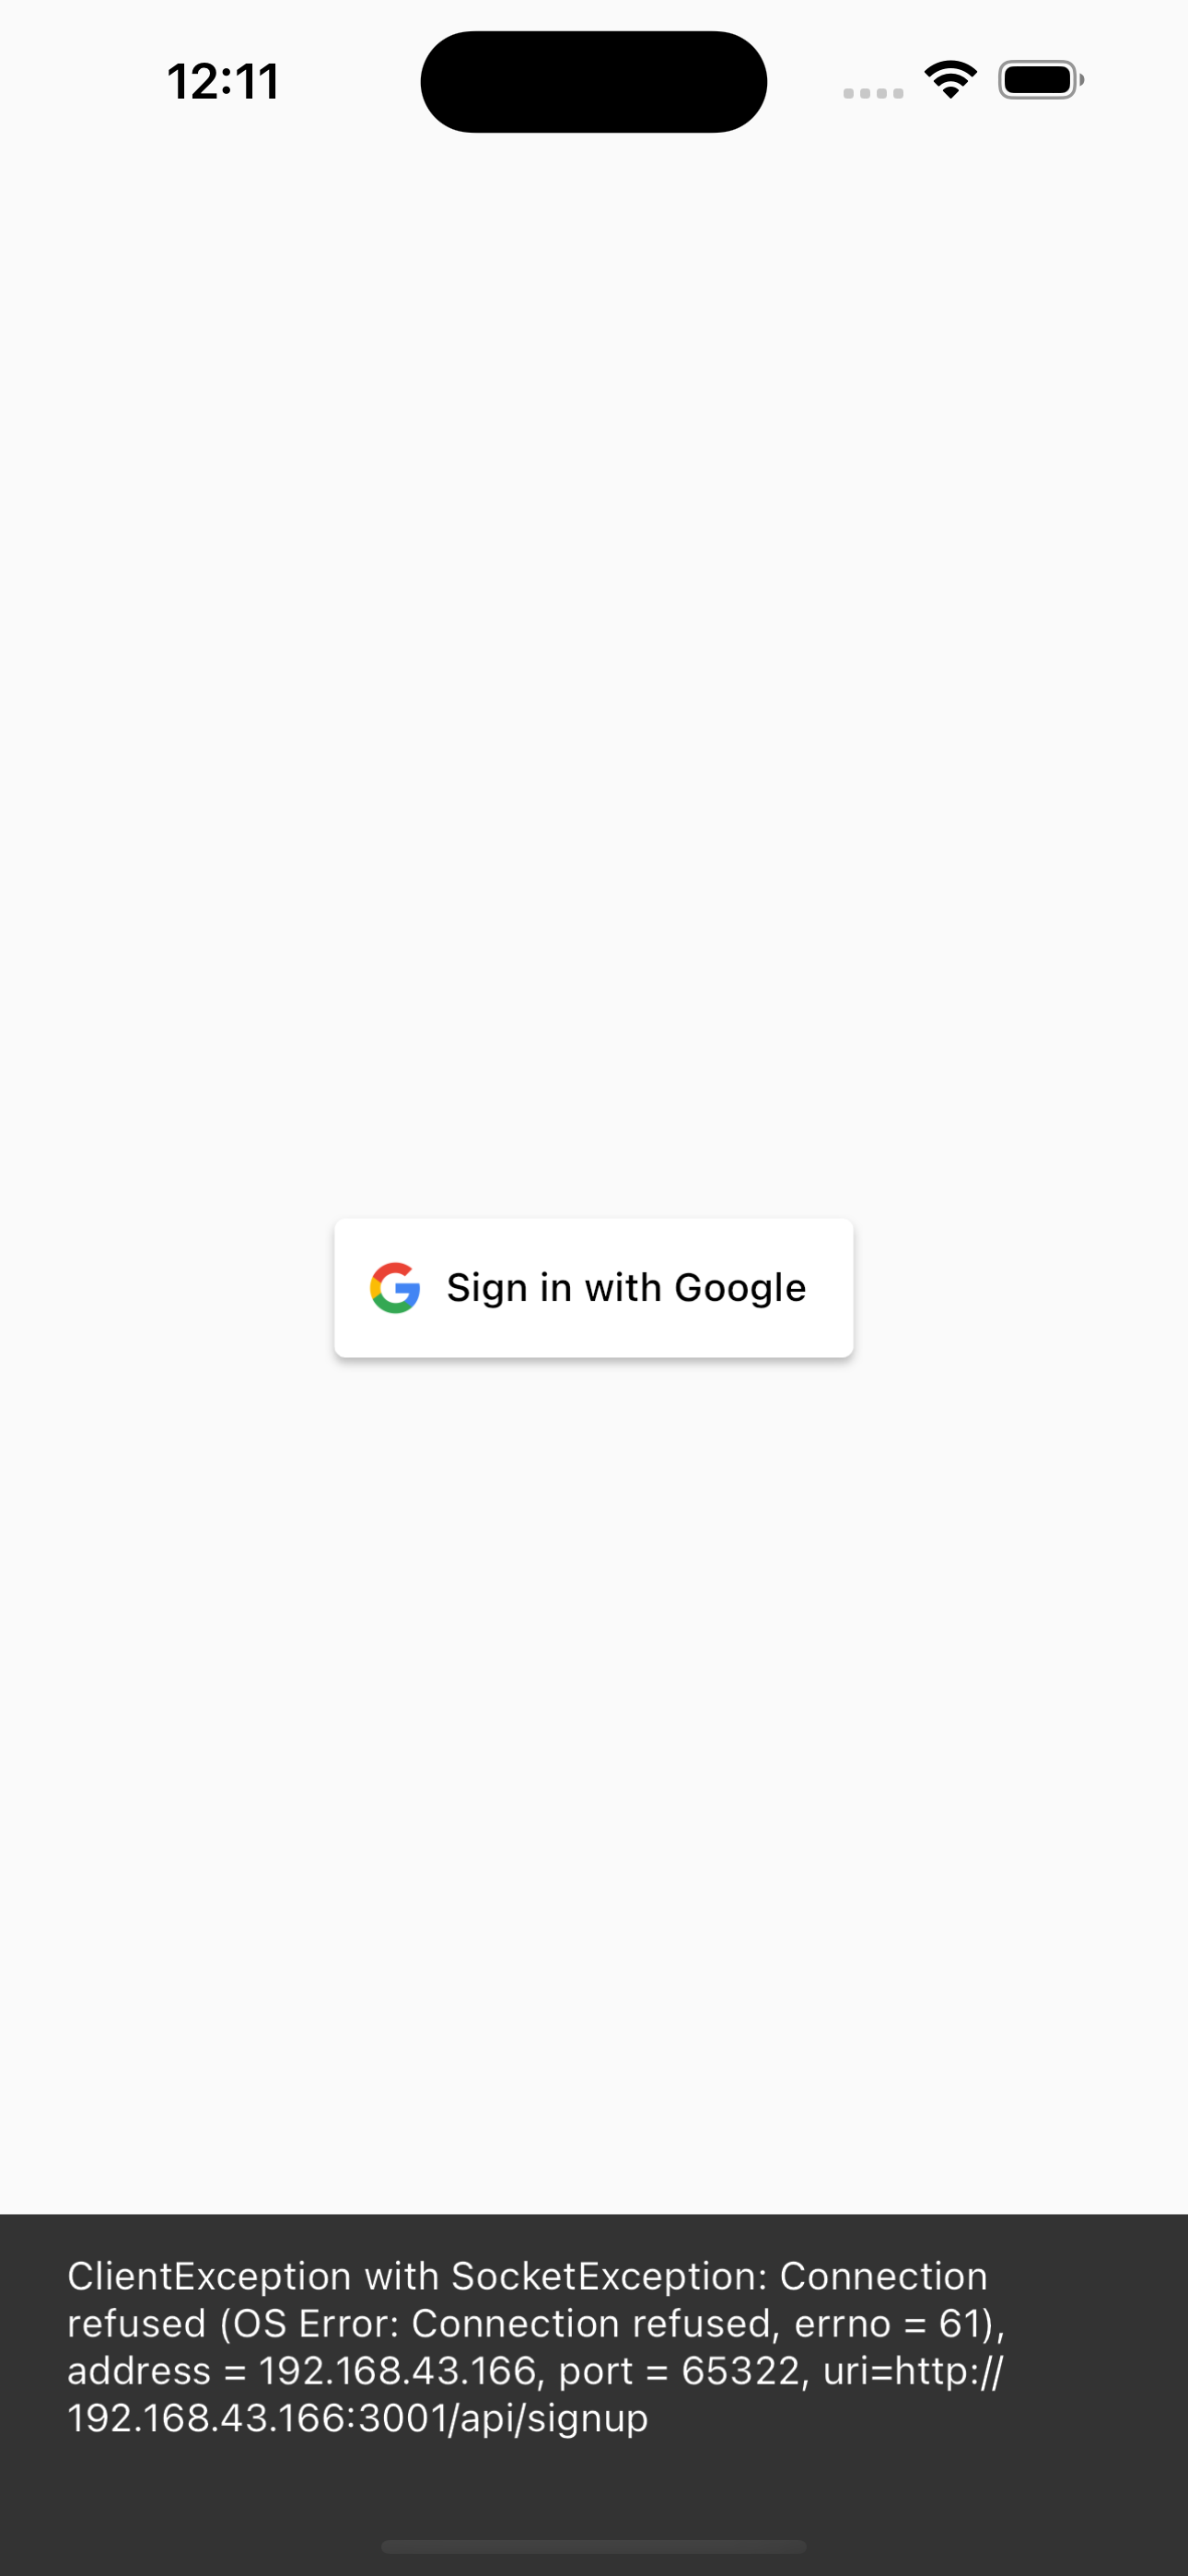 12:11
Sign in with Google
ClientException with SocketException: Connection
refused (OS Error: Connection refused, errno = 61),
address = 192.168.43.166, port = 65322, uri=http://
192.168.43.166:3001/api/signup